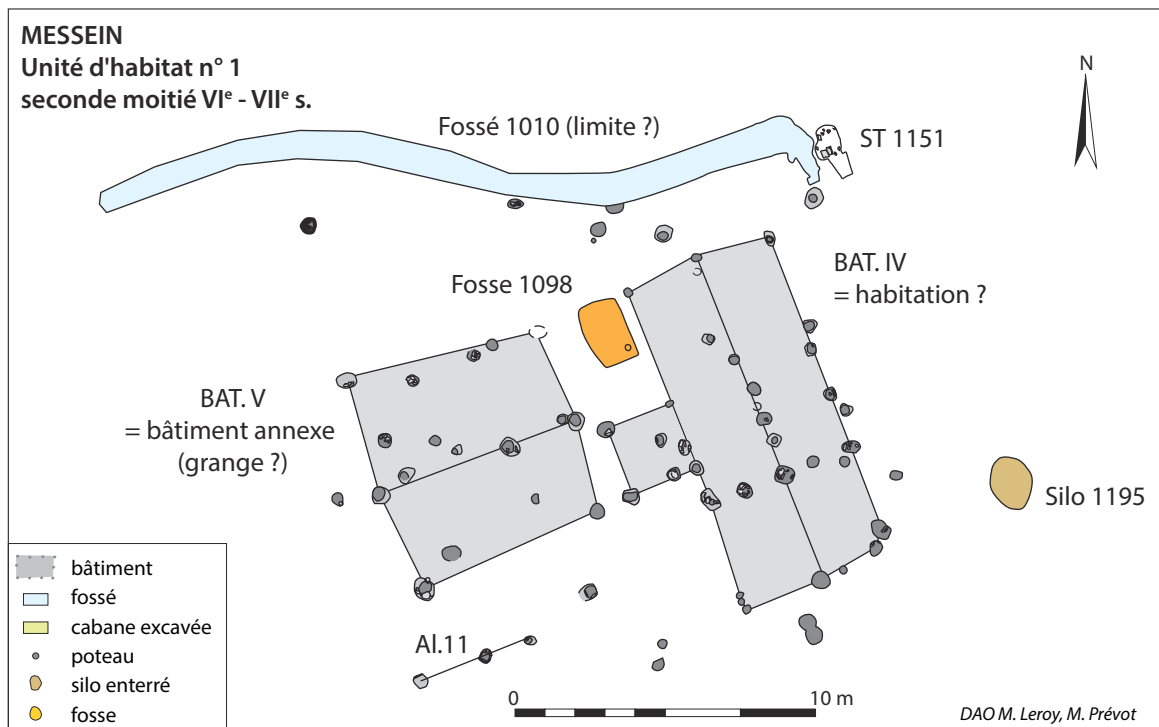 MESSEIN
Unité d'habitat n° 1
seconde moitié VIe - VIIe s.
N
Fossé 1010 (limite ?)
ST 1151
BAT. IV
= habitation ?
Fosse 1098
BAT. V
= bâtiment annexe
(grange ?)
Silo 1195
bâtiment
fossé
cabane excavée
poteau
silo enterré
fosse
Al.11
0 10 m
DAO M. Leroy, M. Prévot